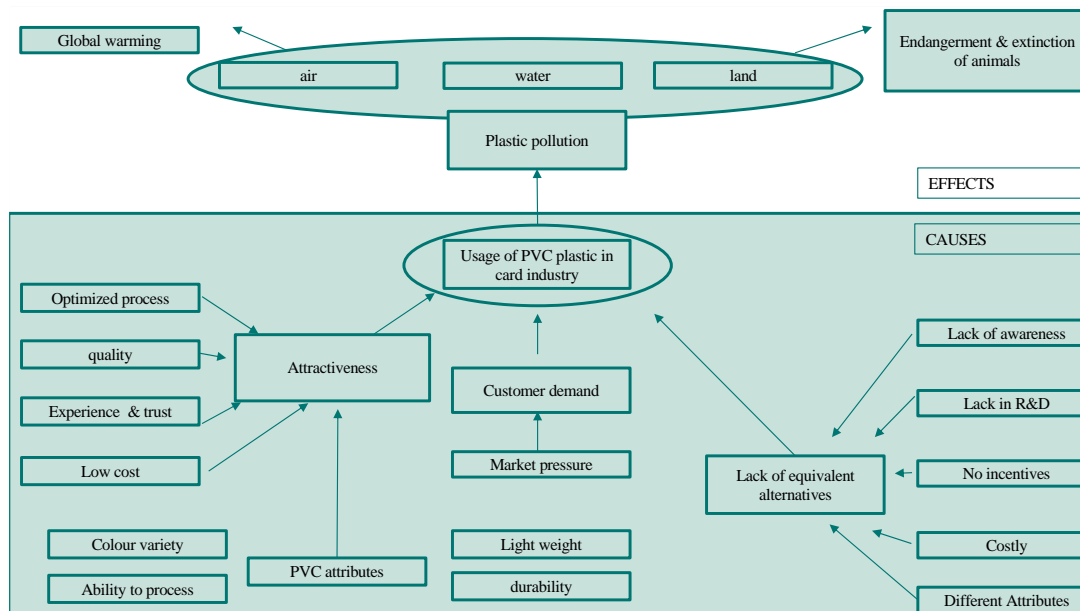 Global warming
Endangerment & extinction
of animals
air
water
land
Plastic pollution
EFFECTS
CAUSES
Usage of PVC plastic in
card industry
Optimized process
quality
Attractiveness
Experience & trust
Low cost
Customer demand
Market pressure
Lack of awareness
Lack in R&D
Lack of equivalent
alternatives
No incentives
Costly
Different Attributes
Colour variety
Ability to process
PVC attributes
Light weight
durability